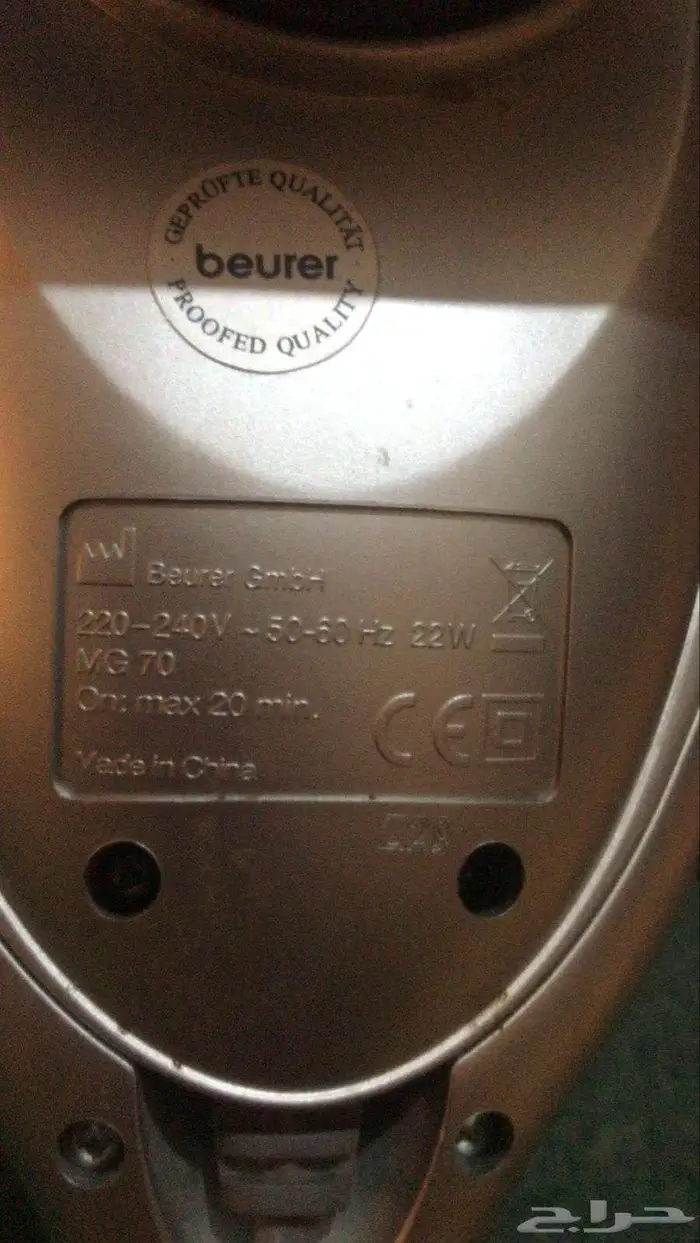 GEPRÜFTE QUALITÄT
beurer
PROOFED QUALITY
Beurer GmbH
220-240V ~ 50-60 Hz 22W
MG 70
On: max 20 min.
CE
Made in China
حراج